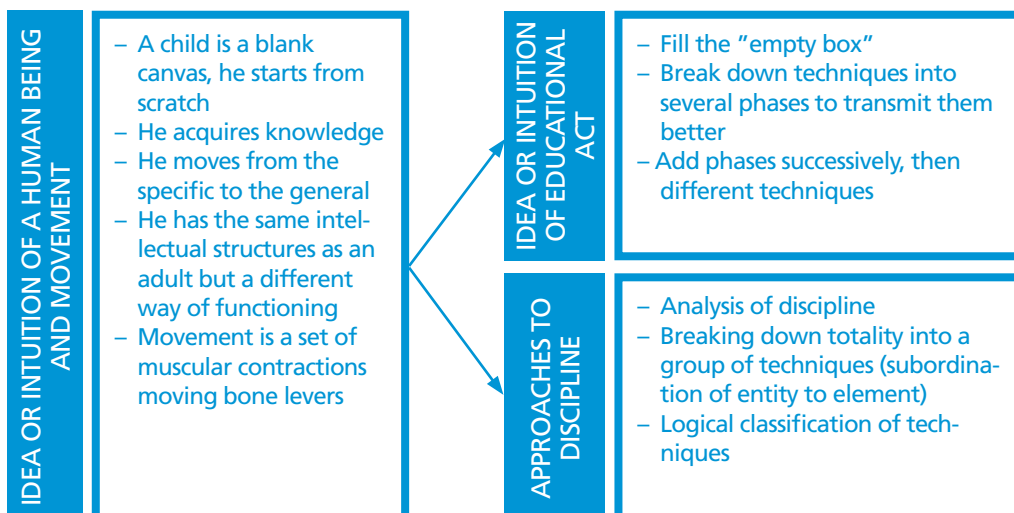 IDEA OR INTUITION OF A HUMAN BEING
AND MOVEMENT
– A child is a blank
canvas, he starts from
scratch
– He acquires knowledge
– He moves from the
specific to the general
– He has the same intel-
lectual structures as an
adult but a different
way of functioning
– Movement is a set of
muscular contractions
moving bone levers
IDEA OR INTUITION
OF EDUCATIONAL
ACT
– Fill the ”empty box”
– Break down techniques into
several phases to transmit them
better
– Add phases successively, then
different techniques
APPROACHES TO
DISCIPLINE
– Analysis of discipline
– Breaking down totality into a
group of techniques (subordina-
tion of entity to element)
– Logical classification of tech-
niques